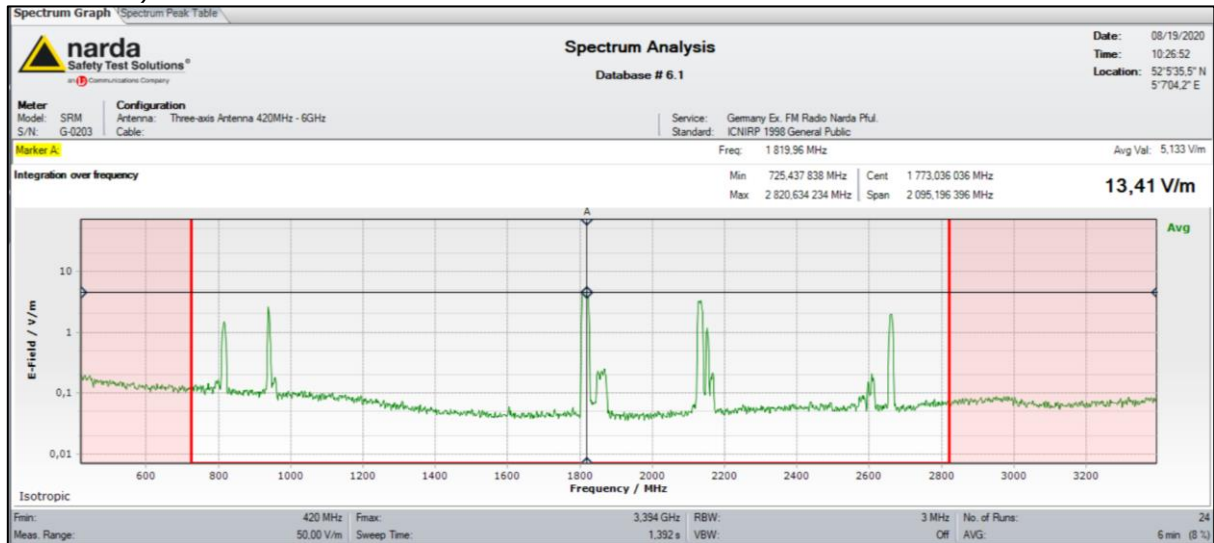 Spectrum Graph Spectrum Peak Table
narda
Safety Test Solutions®
an L3 Communications Company
Spectrum Analysis
Database # 6.1
Date: 08/19/2020
Time: 10:26:52
Location: 52°5'35,5" N
5°7'04,2" E
Meter Configuration
Model: SRM Antenna: Three-axis Antenna 420MHz - 6GHz Service: Germany Ex. FM Radio Narda Pful.
S/N: G-0203 Cable: Standard: ICNIRP 1998 General Public
Marker A: Freq: 1 819,96 MHz Avg Val: 5,133 V/m
Integration over frequency Min 725,437 838 MHz Cent 1 773,036 036 MHz 13,41 V/m
Max 2 820,634 234 MHz Span 2 095,196 396 MHz
A
Avg
E-Field / V/m
10
1
0,1
0,01
600 800 1000 1200 1400 1600 1800 2000 2200 2400 2600 2800 3000 3200
Frequency / MHz
Isotropic
Fmin: 420 MHz Fmax: 3,394 GHz RBW: 3 MHz No. of Runs: 24
Meas. Range: 50,00 V/m Sweep Time: 1,392 s VBW: Off AVG: 6 min (8 %)